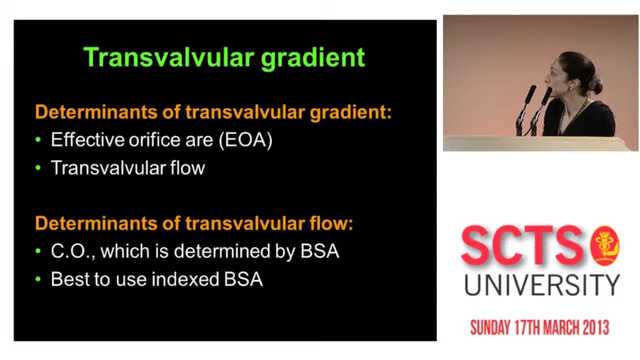 Transvalvular gradient
Determinants of transvalvular gradient:
• Effective orifice are (EOA)
• Transvalvular flow
Determinants of transvalvular flow:
• C.O., which is determined by BSA
• Best to use indexed BSA
SCTS
UNIVERSITY
SUNDAY 17TH MARCH 2013